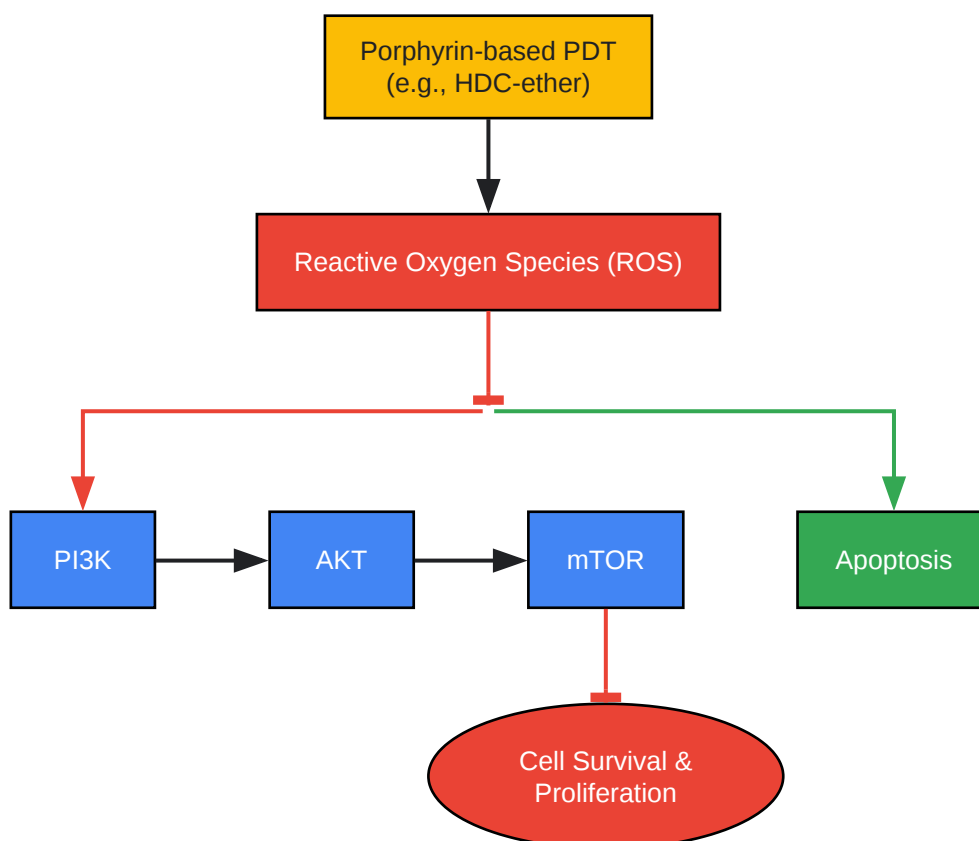 Porphyrin-based PDT
(e.g., HDC-ether)
Reactive Oxygen Species (ROS)
PI3K
AKT
mTOR
Apoptosis
Cell Survival &
Proliferation